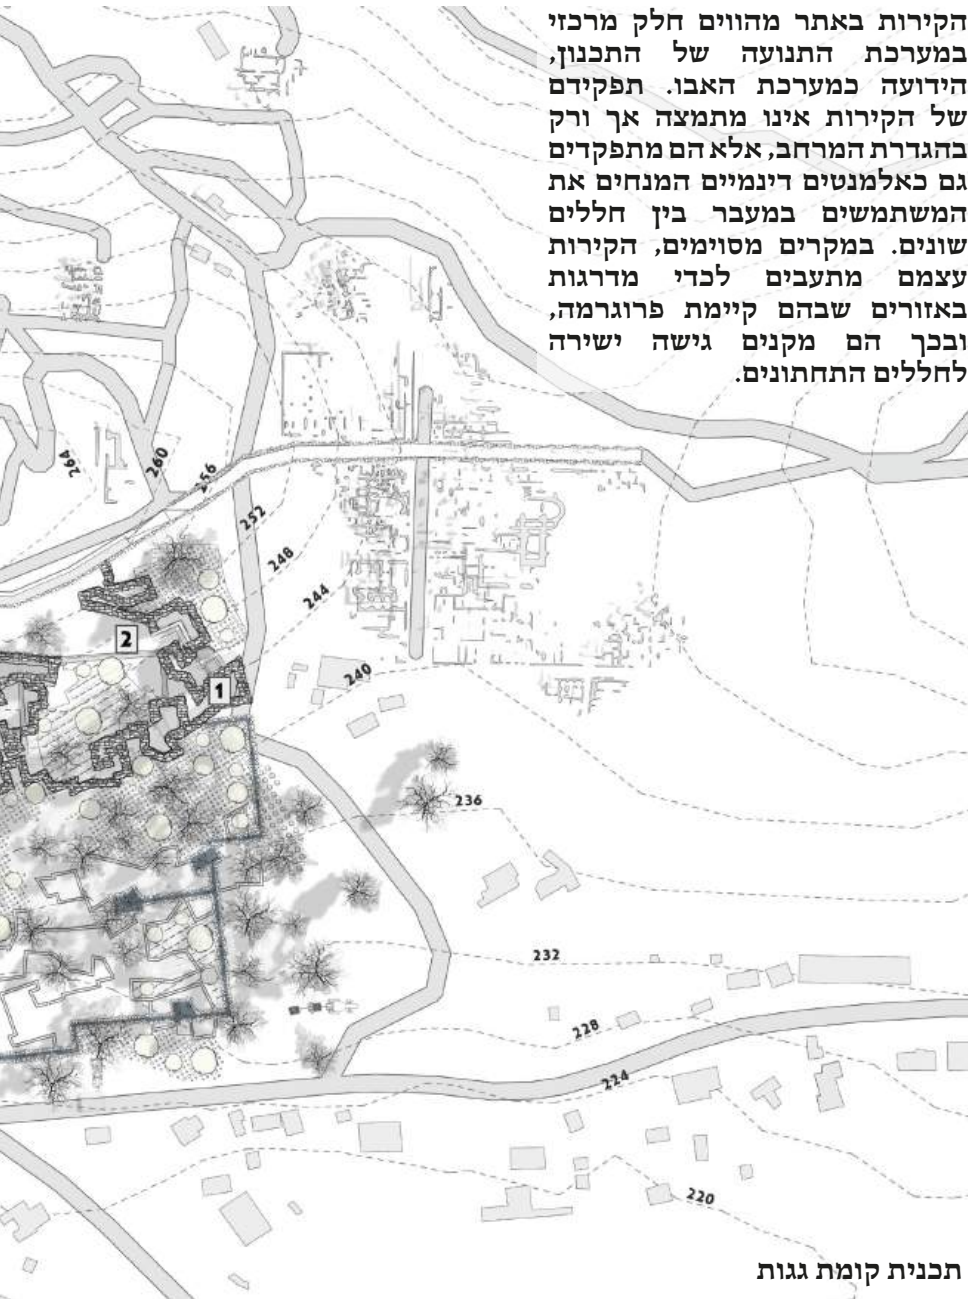 הקירות באתר מהווים חלק מרכזי
במערכת התנועה של התכנון,
הידועה כמערכת האבו. תפקידם
של הקירות אינו מתמצה אך ורק
בהגדרת המרחב, אלא הם מתפקדים
גם כאלמנטים דינמיים המנחים את
המשתמשים במעבר בין חללים
שונים. במקרים מסוימים, הקירות
עצמם מתעבים לכדי מדרגות
באזורים שבהם קיימת פרוגרמה,
ובכך הם מקנים גישה ישירה
לחללים התחתונים.
264
260
256
252
248
244
2
240
1
236
232
228
224
220
תכנית קומת גגות